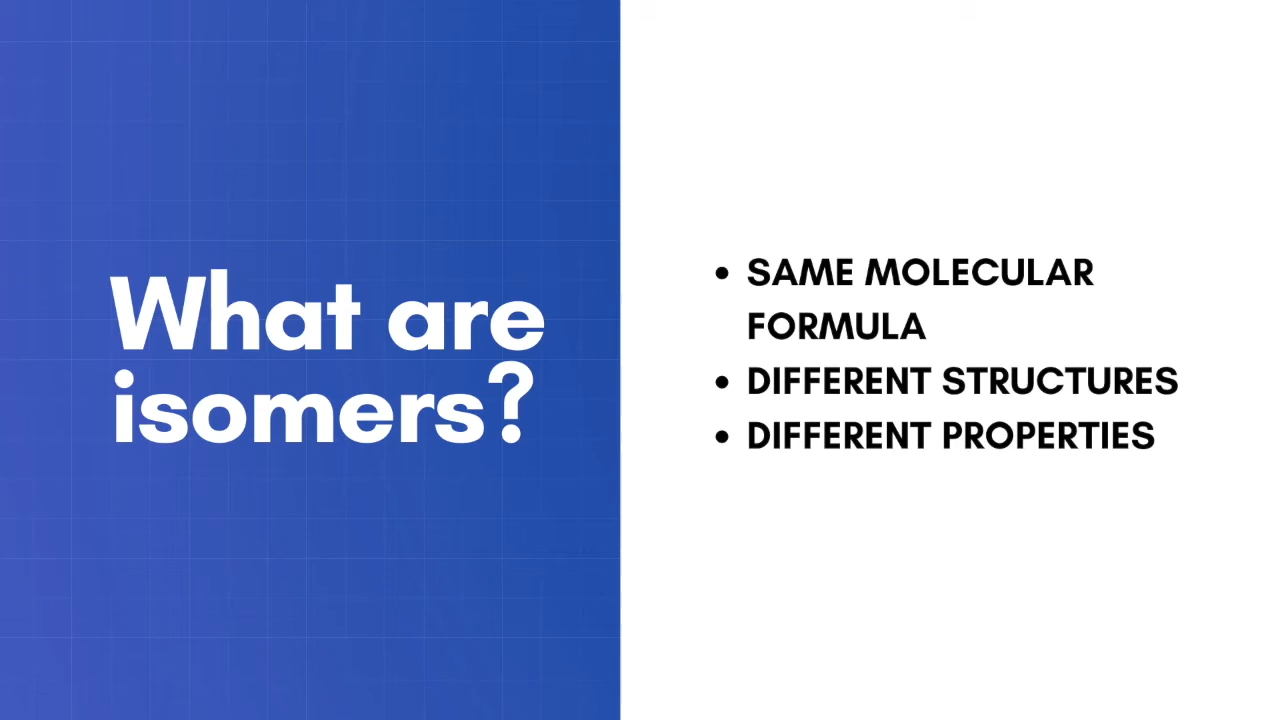 What are
isomers?
• SAME MOLECULAR
FORMULA
• DIFFERENT STRUCTURES
• DIFFERENT PROPERTIES